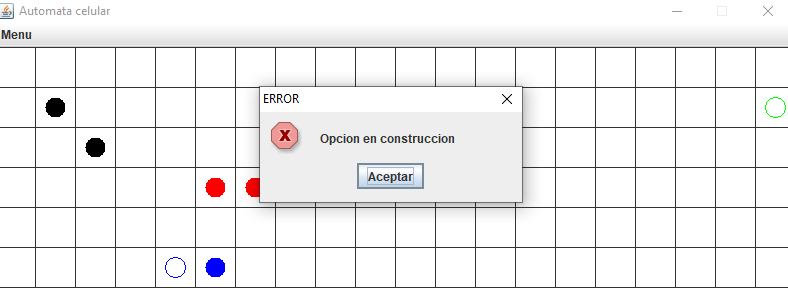 Automata celular
Menu
ERROR
Opcion en construccion
Aceptar